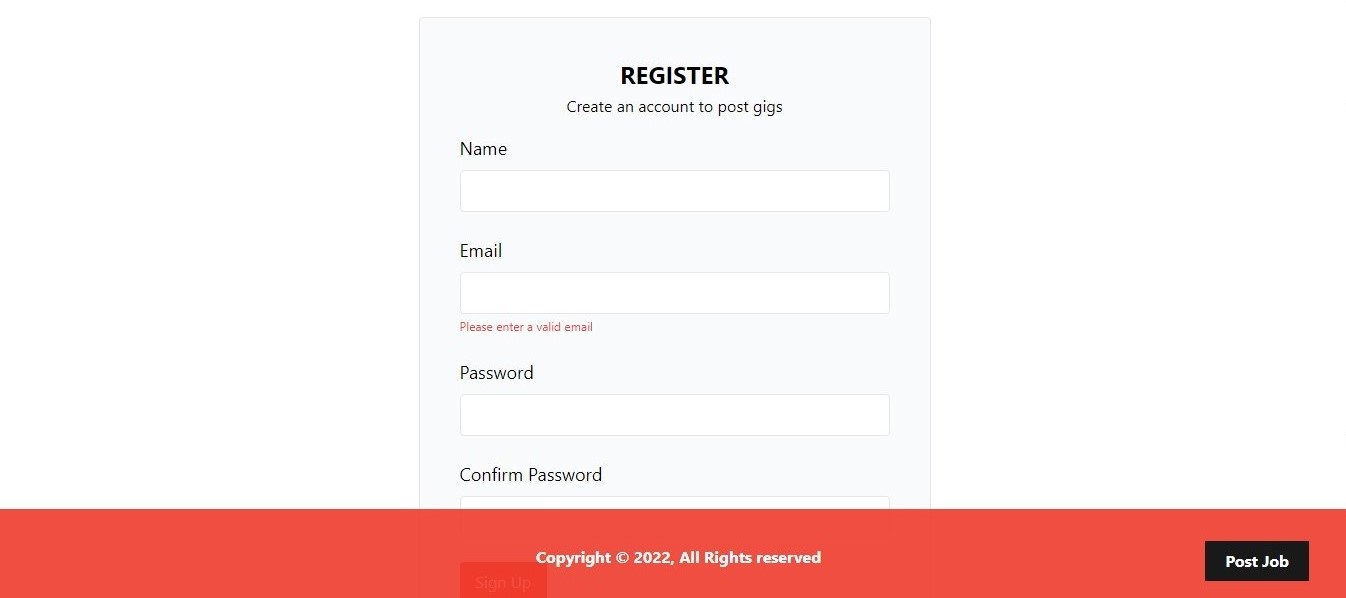 REGISTER
Create an account to post gigs
Name
Email
Please enter a valid email
Password
Confirm Password
Copyright © 2022, All Rights reserved
Post Job
Sign Up